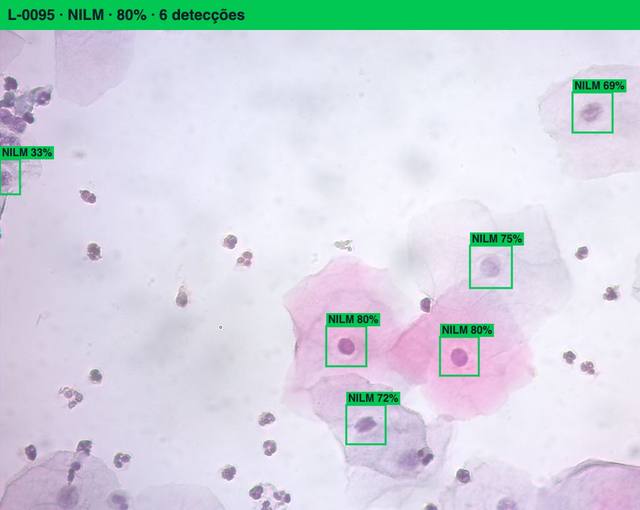 L-0095 · NILM · 80% · 6 detecções
NILM 69%
NILM 33%
NILM 75%
NILM 80%
NILM 80%
NILM 72%